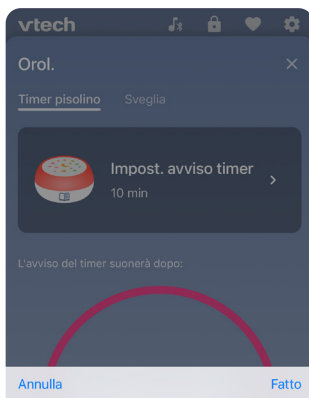 vtech
Orol.
Timer pisolino Sveglia
Impost. avviso timer
10 min
L'avviso del timer suonerà dopo:
Annulla Fatto